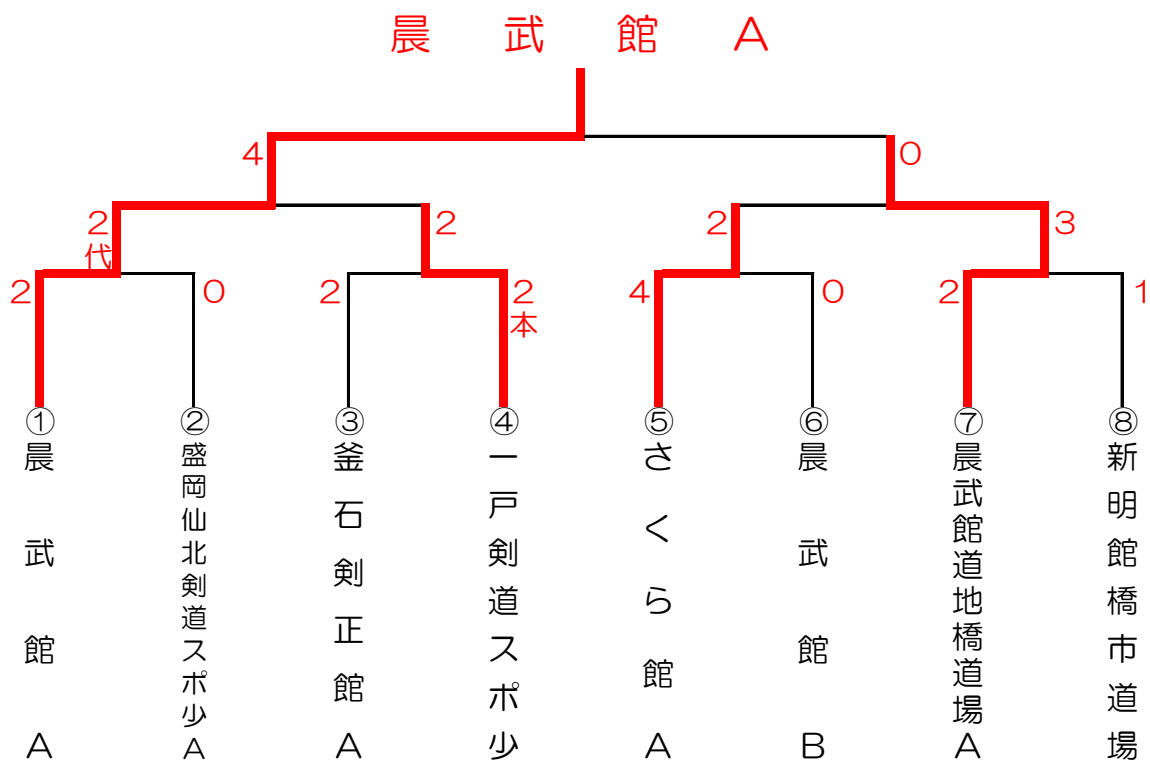 晨武館A
4 0
2 2 2 3
代
2 0 2 2 4 0 2 1
本
① ② ③ ④ ⑤ ⑥ ⑦ ⑧
晨武館A
盛岡仙北剣道スポ少A
釜石剣正館A
一戸剣道スポ少
さくら館A
晨武館B
晨武館道地橋道場A
新明館橋市道場